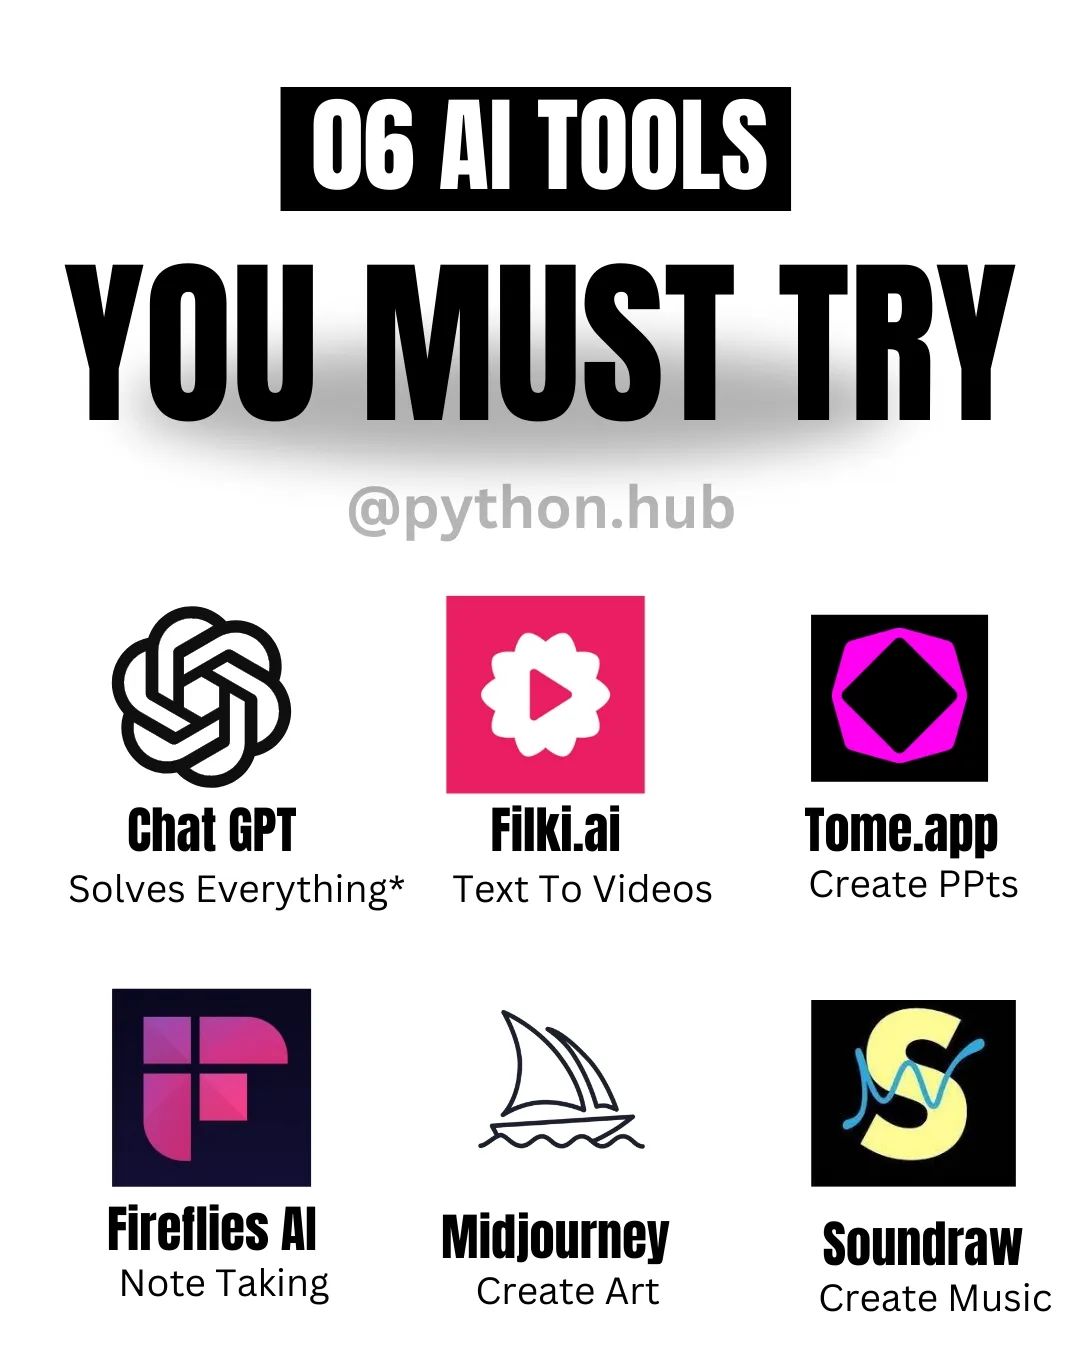 06 AI TOOLS
YOU MUST TRY
@python.hub
Chat GPT
Solves Everything*
Filki.ai
Text To Videos
Tome.app
Create PPts
Fireflies AI
Note Taking
Midjourney
Create Art
Soundraw
Create Music